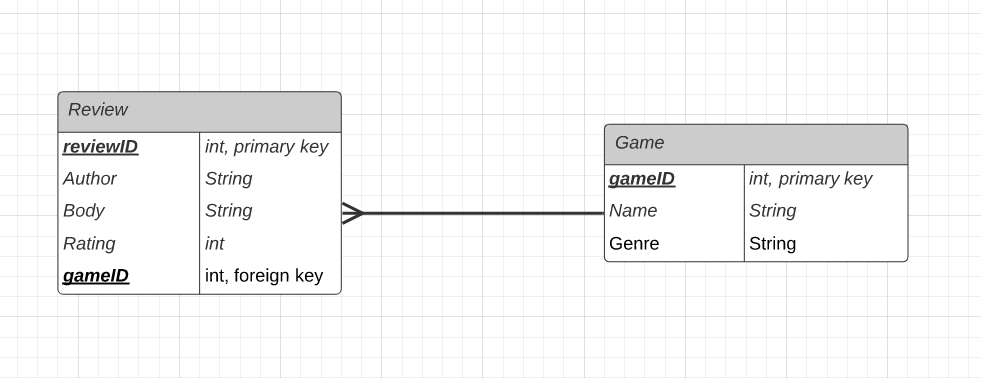 Review
reviewID int, primary key
Author String
Body String
Rating int
gameID int, foreign key
Game
gameID int, primary key
Name String
Genre String